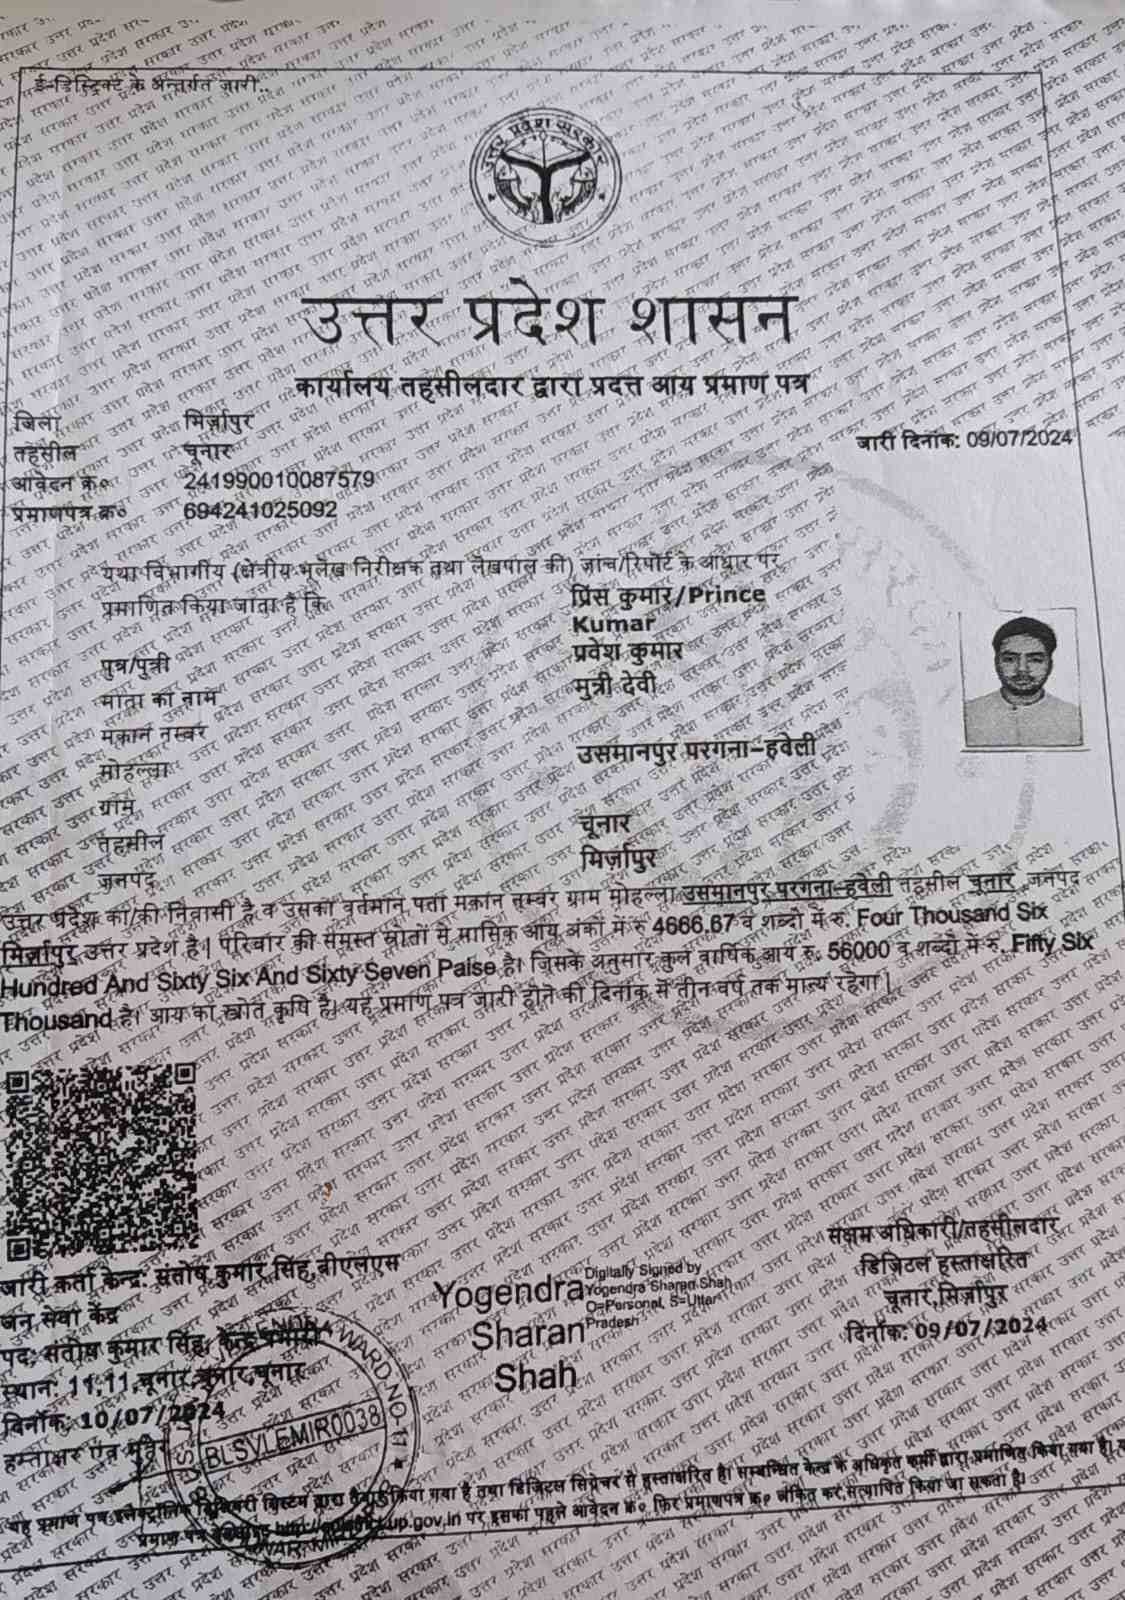 ई-डिस्ट्रिक्ट के अन्तर्गत जारी..
उत्तर प्रदेश सरकार
उत्तर प्रदेश शासन
कार्यालय तहसीलदार द्वारा प्रदत्त आय प्रमाण पत्र
जिला मिर्ज़ापुर
तहसील चूनार
जारी दिनांक: 09/07/2024
आवेदन क्र० 241990010087579
प्रमाणपत्र क्र० 694241025092
यथा विभागीय (क्षेत्रीय भूलेख निरीक्षक तथा लेखपाल की) जांच/रिपोर्ट के आधार पर
प्रमाणित किया जाता है कि प्रिंस कुमार/Prince
Kumar
पुत्र/पुत्री प्रवेश कुमार
माता का नाम मुन्नी देवी
मकान नम्बर
मोहल्ला उसमानपुर परगना-हवेली
ग्राम
तहसील चूनार
जनपद मिर्ज़ापुर
उत्तर प्रदेश का/की निवासी है व उसका वर्तमान पता मकान नम्बर ग्राम मोहल्ला उसमानपुर परगना-हवेली तहसील चूनार, जनपद
मिर्ज़ापुर उत्तर प्रदेश है| परिवार की समस्त स्रोतों से मासिक आय अंकों में रु 4666.67 व शब्दों में रु. Four Thousand Six
Hundred And Sixty Six And Sixty Seven Paise है। जिसके अनुसार कुल वार्षिक आय रु. 56000 व शब्दों में रु. Fifty Six
Thousand है। आय का स्रोत कृषि है। यह प्रमाण पत्र जारी होने की दिनांक से तीन वर्ष तक मान्य रहेगा |
सक्षम अधिकारी/तहसीलदार
डिजिटल हस्ताक्षरित
चूनार,मिर्ज़ापुर
दिनांक: 09/07/2024
Yogendra
Sharan
Shah
Digitally Signed by
Yogendra Sharan Shah
O=Personal, S=Uttar
Pradesh
जारी कर्ता केन्द्र: संतोष कुमार सिंह,बीएलएस
जन सेवा केंद्र
पद: संतोष कुमार सिंह, केन्द्र प्रभारी
स्थान: 11,11,चूनार,चूनार,चूनार
दिनांक: 10/07/2024
हस्ताक्षर एंव मुहर
WARD NO-11
BLSVLEMIR0038
यह प्रमाण पत्र इलेक्ट्रॉनिक डिलिवरी सिस्टम द्वारा तैयार किया गया है तथा डिजिटल सिग्नेचर से हस्ताक्षरित है। सम्बन्धित केन्द्र के अधिकृत कर्मी द्वारा प्रमाणित किया गया है।
प्रमाण पत्र up.gov.in पर इसका पहले आवेदन क्र० फिर प्रमाणपत्र क्र० अंकित कर,सत्यापित किया जा सकता है।